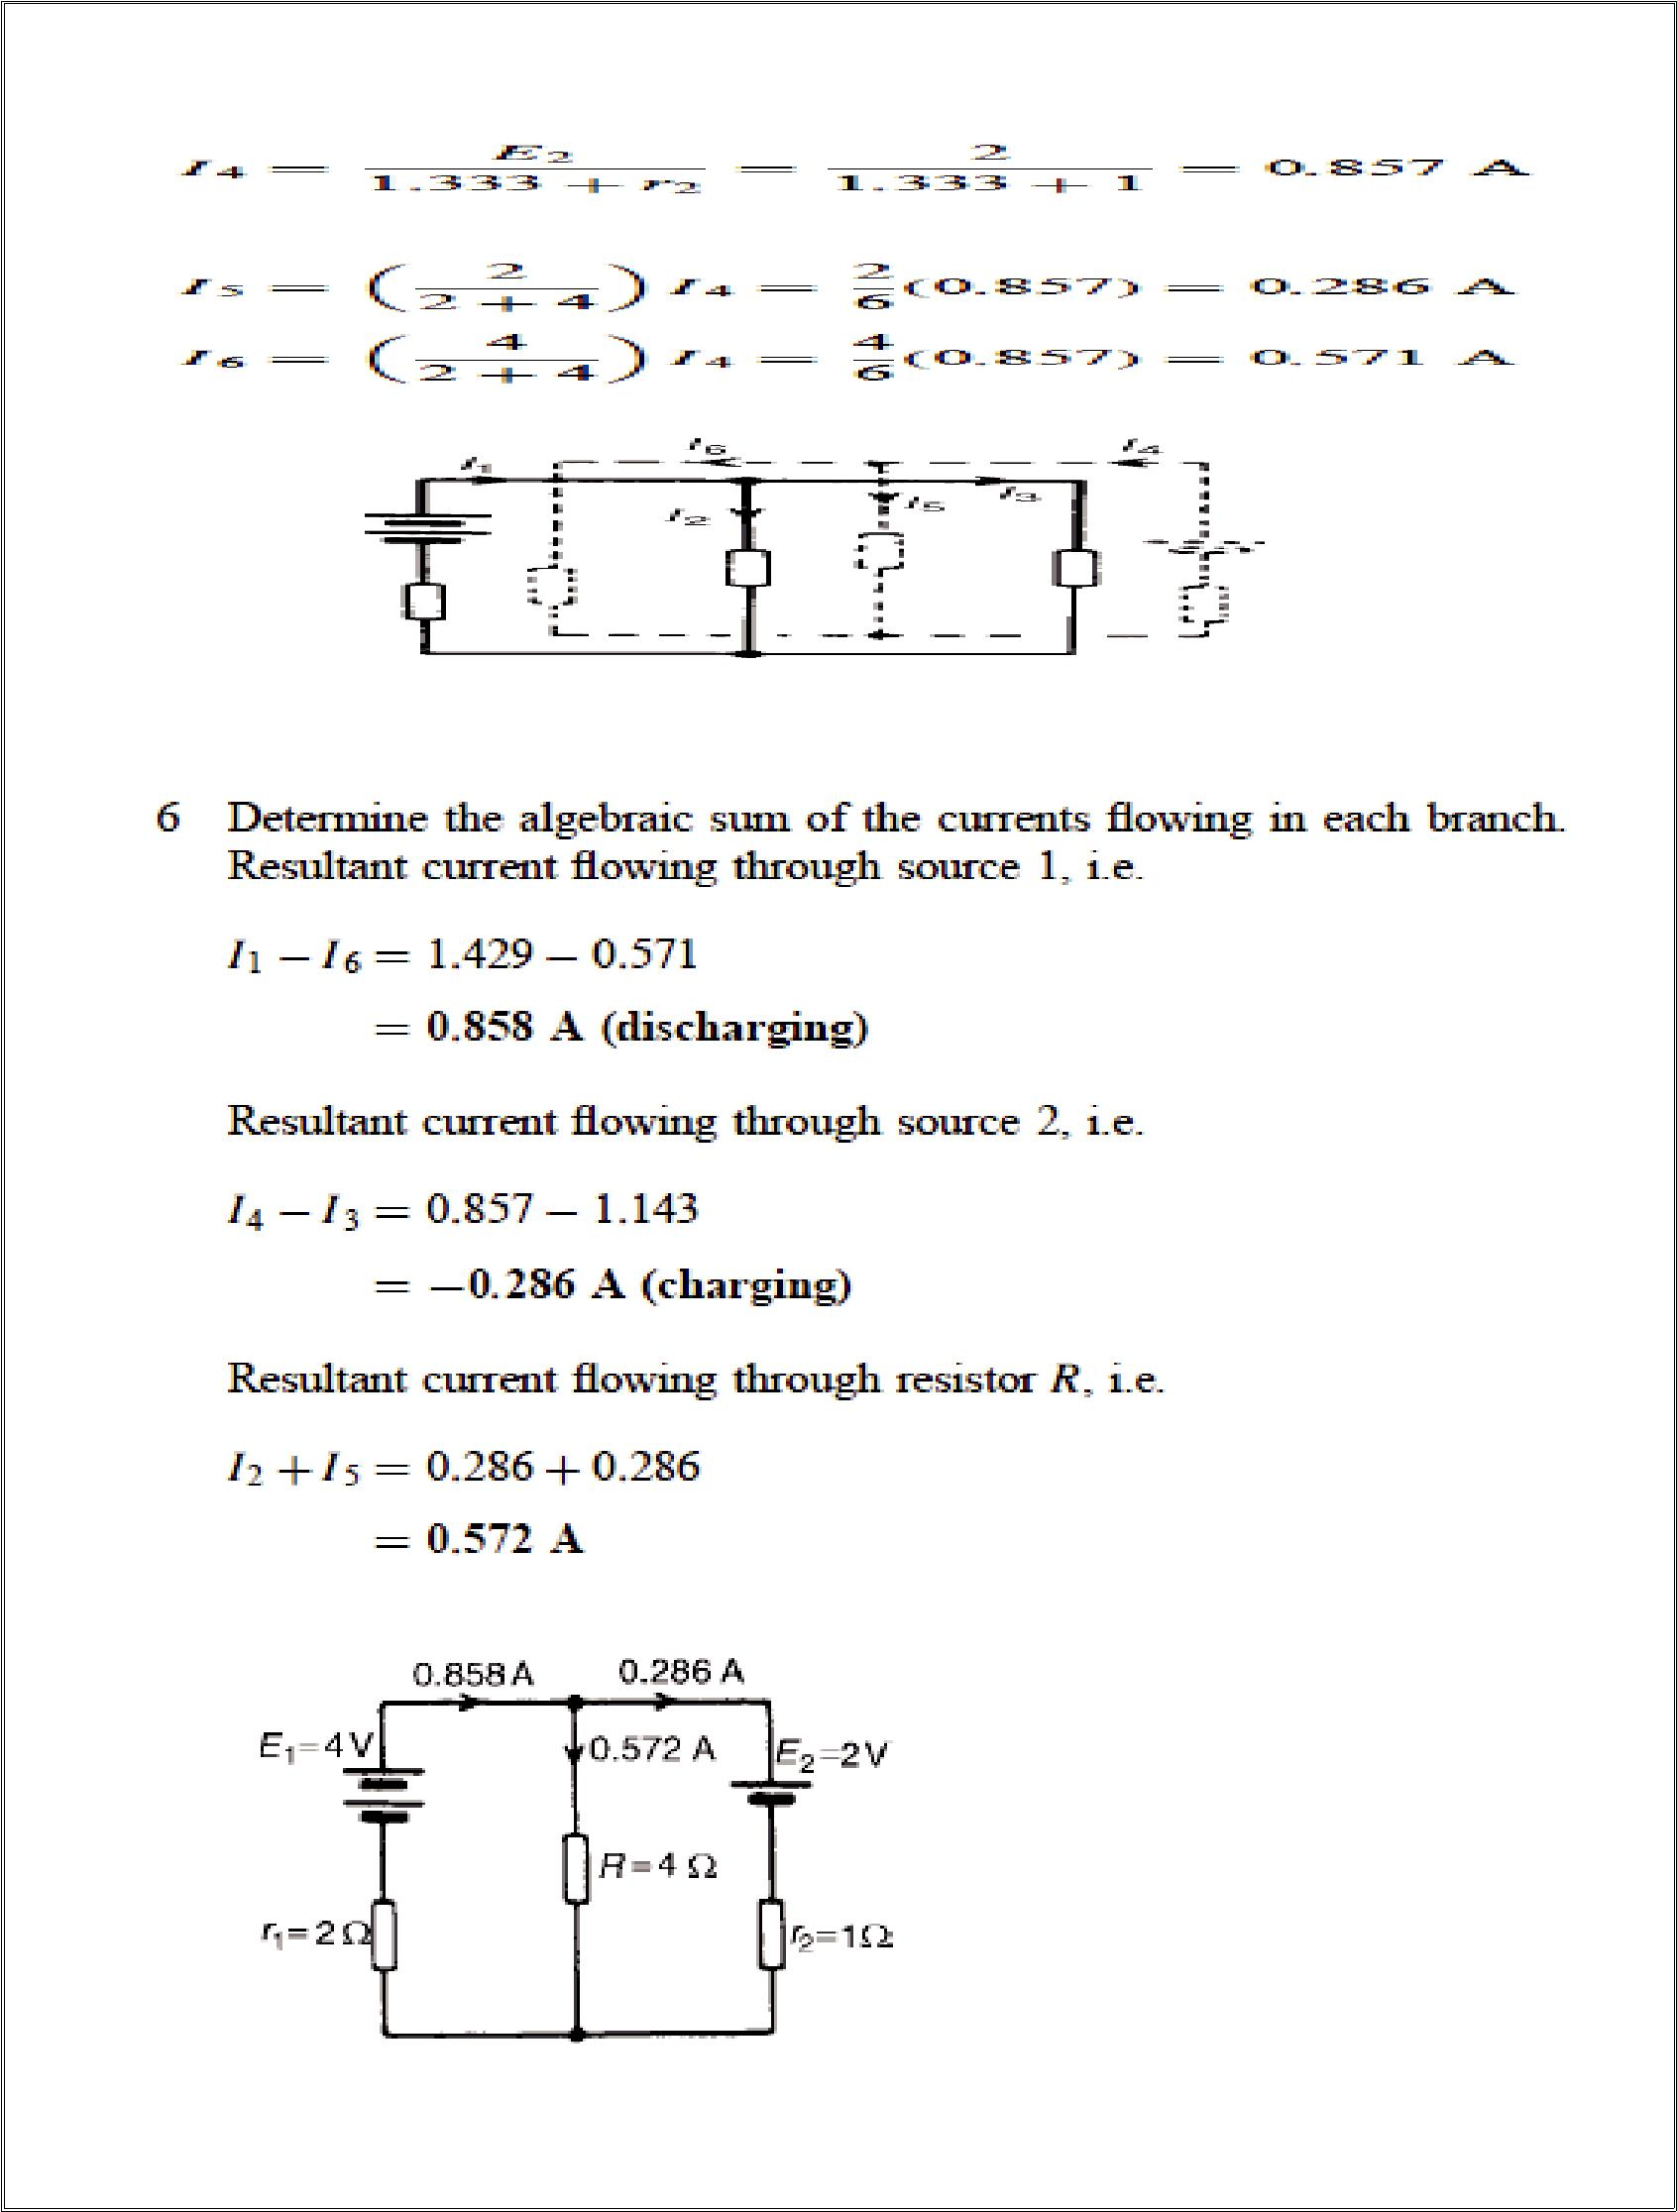 I4 = E2 / (1.333 + r2) = 2 / (1.333 + 1) = 0.857 A
I5 = (2 / (2 + 4)) I4 = 2/6 (0.857) = 0.286 A
I6 = (4 / (2 + 4)) I4 = 4/6 (0.857) = 0.571 A
I1 I6 I4
I2 I5 I3
6 Determine the algebraic sum of the currents flowing in each branch.
Resultant current flowing through source 1, i.e.
I1 − I6 = 1.429 − 0.571
= 0.858 A (discharging)
Resultant current flowing through source 2, i.e.
I4 − I3 = 0.857 − 1.143
= −0.286 A (charging)
Resultant current flowing through resistor R, i.e.
I2 + I5 = 0.286 + 0.286
= 0.572 A
0.858 A 0.286 A
E1=4 V 0.572 A E2=2 V
R=4 Ω
r1=2 Ω r2=1Ω